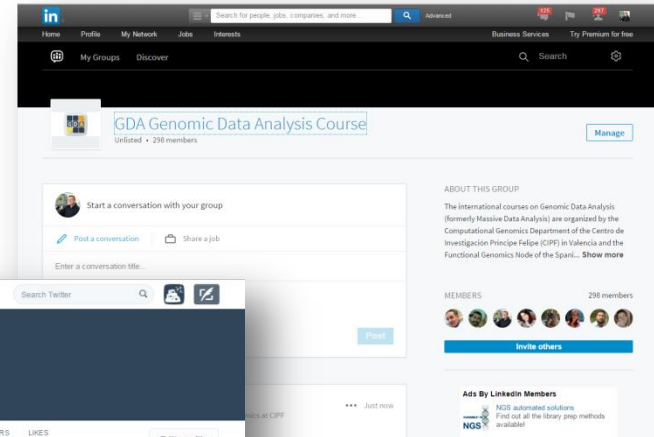 in
Search for people, jobs, companies, and more...
Advanced
Home Profile My Network Jobs Interests
Business Services Try Premium for free
My Groups Discover
Search
GDA Genomic Data Analysis Course
Unlisted • 298 members
Manage
Start a conversation with your group
Post a conversation
Share a job
Enter a conversation title...
Post
ABOUT THIS GROUP
The international courses on Genomic Data Analysis
(formerly Massive Data Analysis) are organized by the
Computational Genomics Department of the Centro de
Investigación Principe Felipe (CIPF) in Valencia and the
Functional Genomics Node of the Spani... Show more
MEMBERS
298 members
Invite others
Just now
Ads By LinkedIn Members
NGS automated solutions
Find out all the library prep methods
available!
NGS
Search Twitter
LIKES